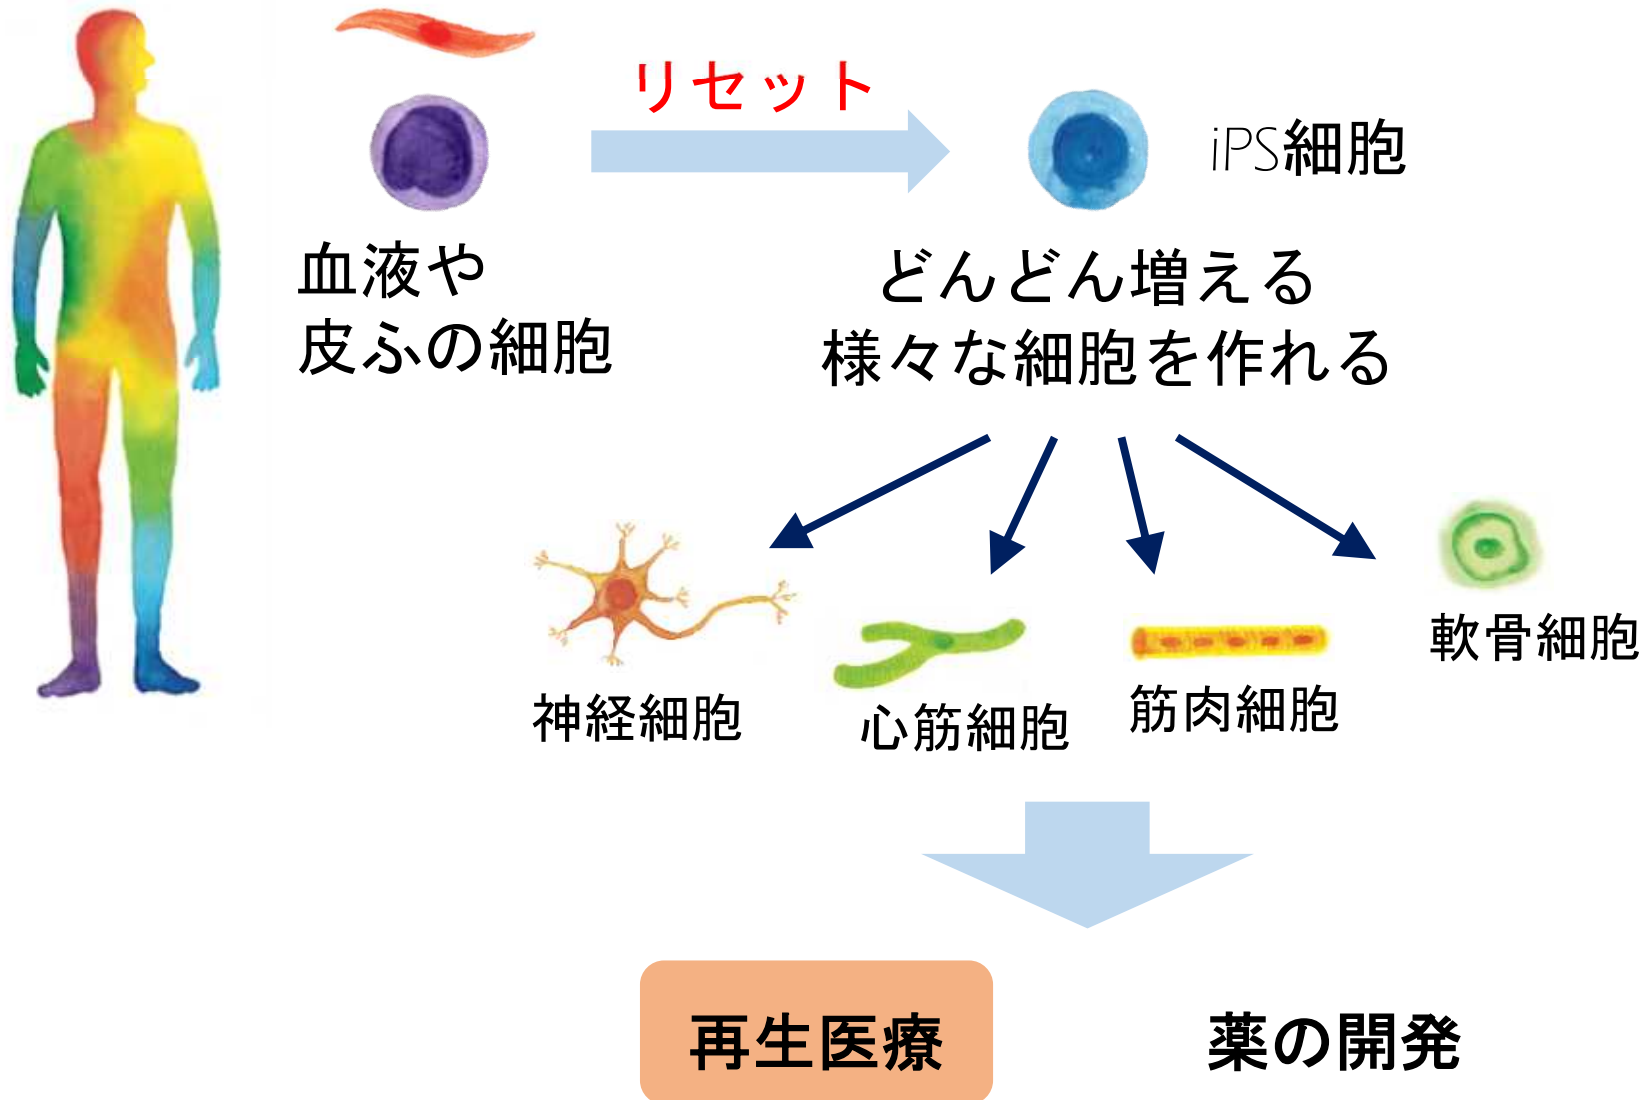 リセット
iPS細胞
血液や
皮ふの細胞
どんどん増える
様々な細胞を作れる
神経細胞
心筋細胞
筋肉細胞
軟骨細胞
再生医療
薬の開発